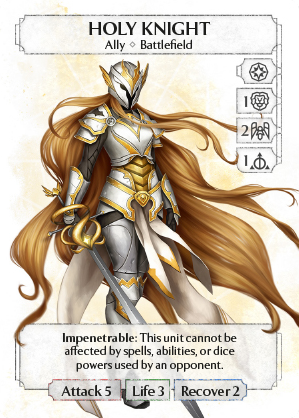 HOLY KNIGHT
Ally ⬦ Battlefield
1
2
1
Impenetrable: This unit cannot be
affected by spells, abilities, or dice
powers used by an opponent.
Attack 5 Life 3 Recover 2